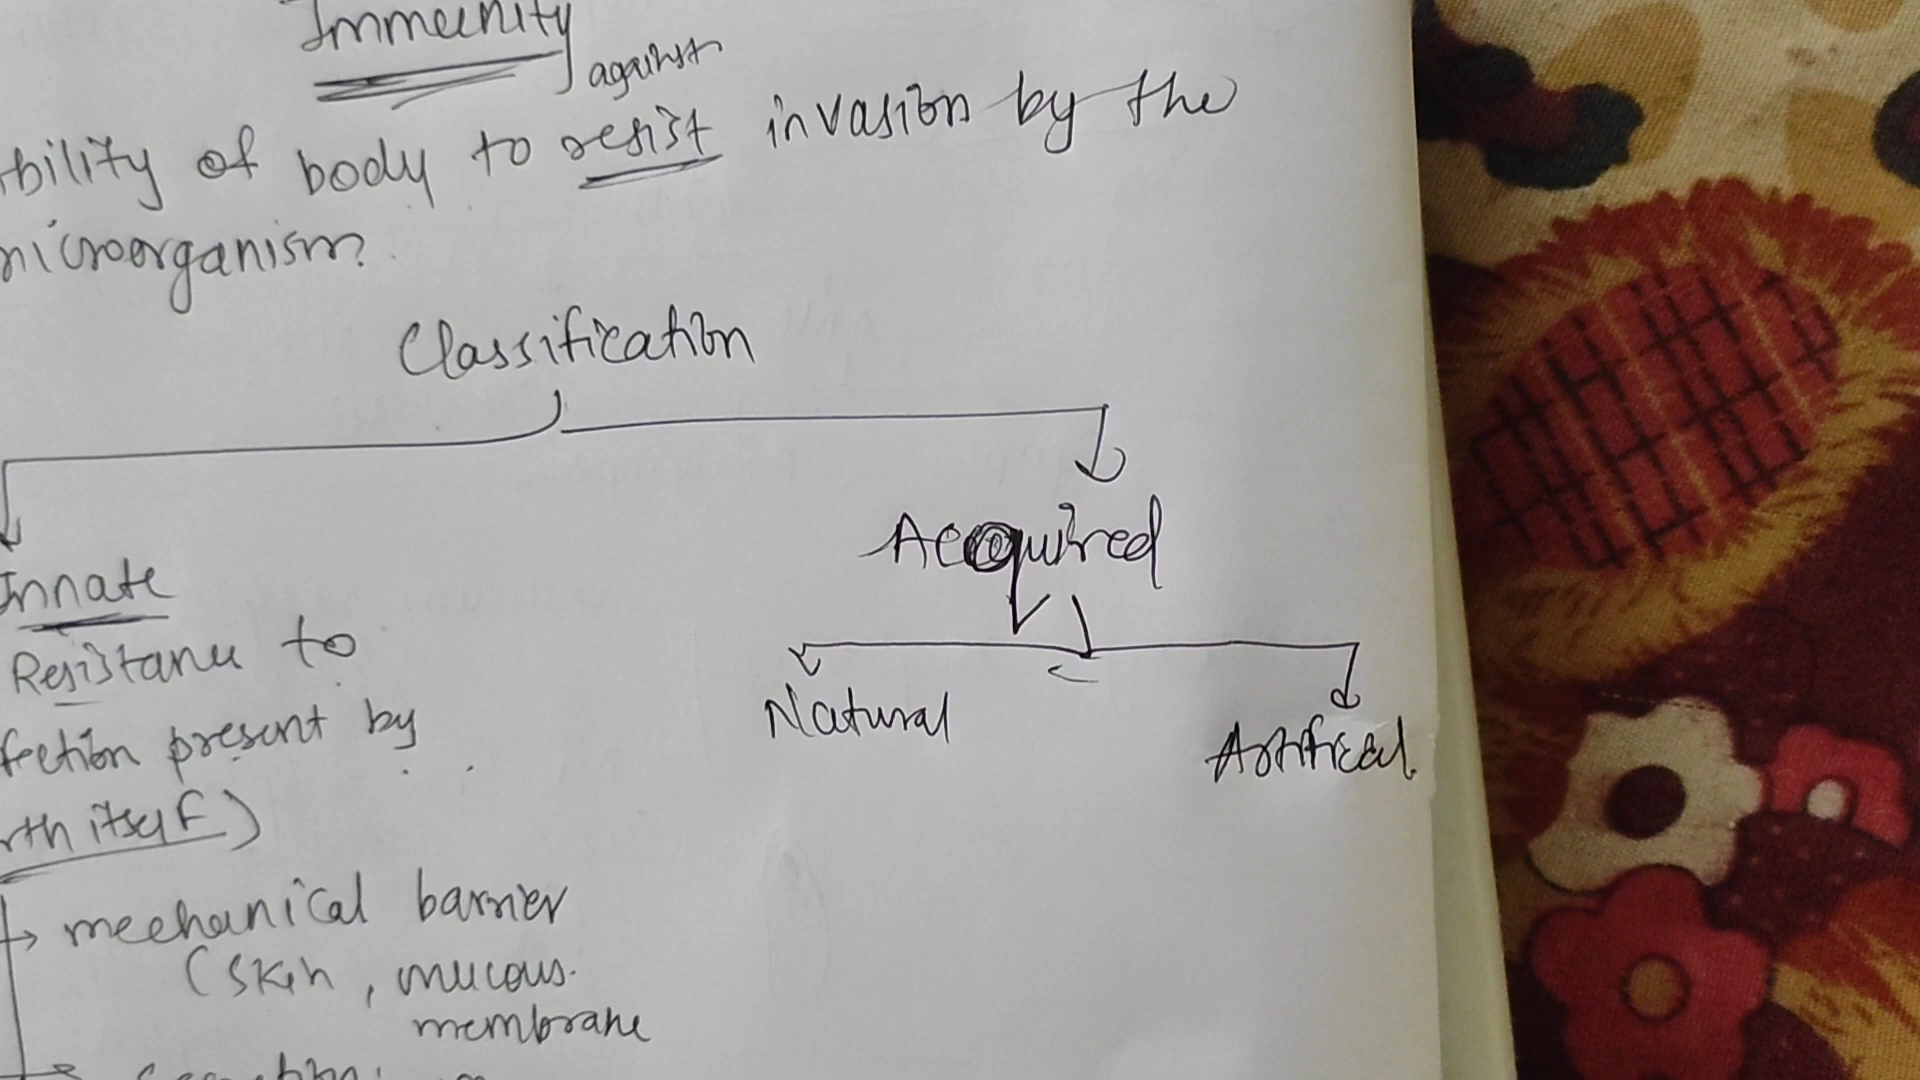 Immunity
against
bility of body to resist invasion by the
microorganism.
Classification
Innate
Acquired
Resistance to
Natural
Artifical.
fection present by
rth itself)
mechanical barrier
(skin, mucous
membrane